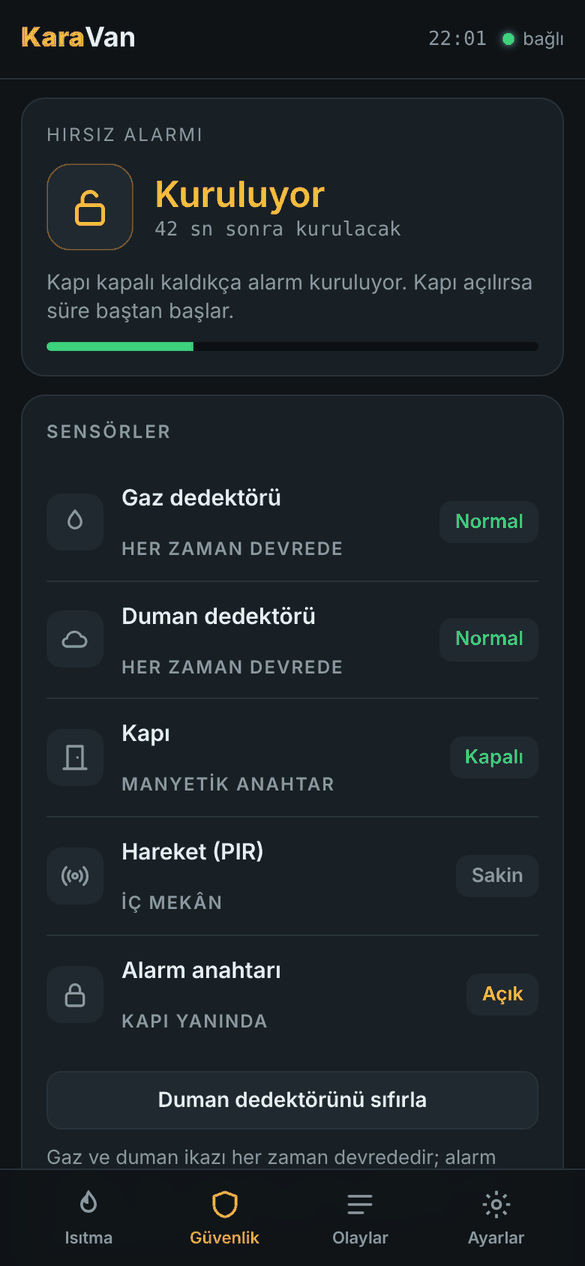 KaraVan
22:01 bağlı
HIRSIZ ALARMI
Kuruluyor
42 sn sonra kurulacak
Kapı kapalı kaldıkça alarm kuruluyor. Kapı açılırsa
süre baştan başlar.
SENSÖRLER
Gaz dedektörü
HER ZAMAN DEVREDE
Normal
Duman dedektörü
HER ZAMAN DEVREDE
Normal
Kapı
MANYETİK ANAHTAR
Kapalı
Hareket (PIR)
İÇ MEKÂN
Sakin
Alarm anahtarı
KAPI YANINDA
Açık
Duman dedektörünü sıfırla
Gaz ve duman ikazı her zaman devrededir; alarm
Isıtma
Güvenlik
Olaylar
Ayarlar